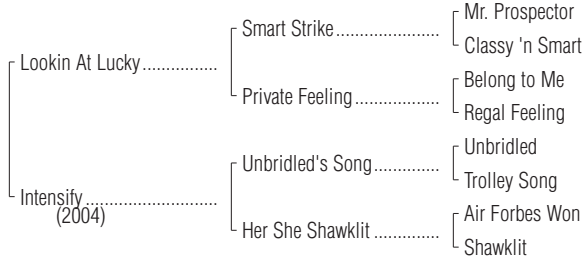 Mr. Prospector
Smart Strike.....................
Classy 'n Smart
Lookin At Lucky...............
Belong to Me
Private Feeling.................
Regal Feeling
Unbridled
Unbridled's Song.............
Trolley Song
Intensify..........................
(2004)
Air Forbes Won
Her She Shawklit.............
Shawklit